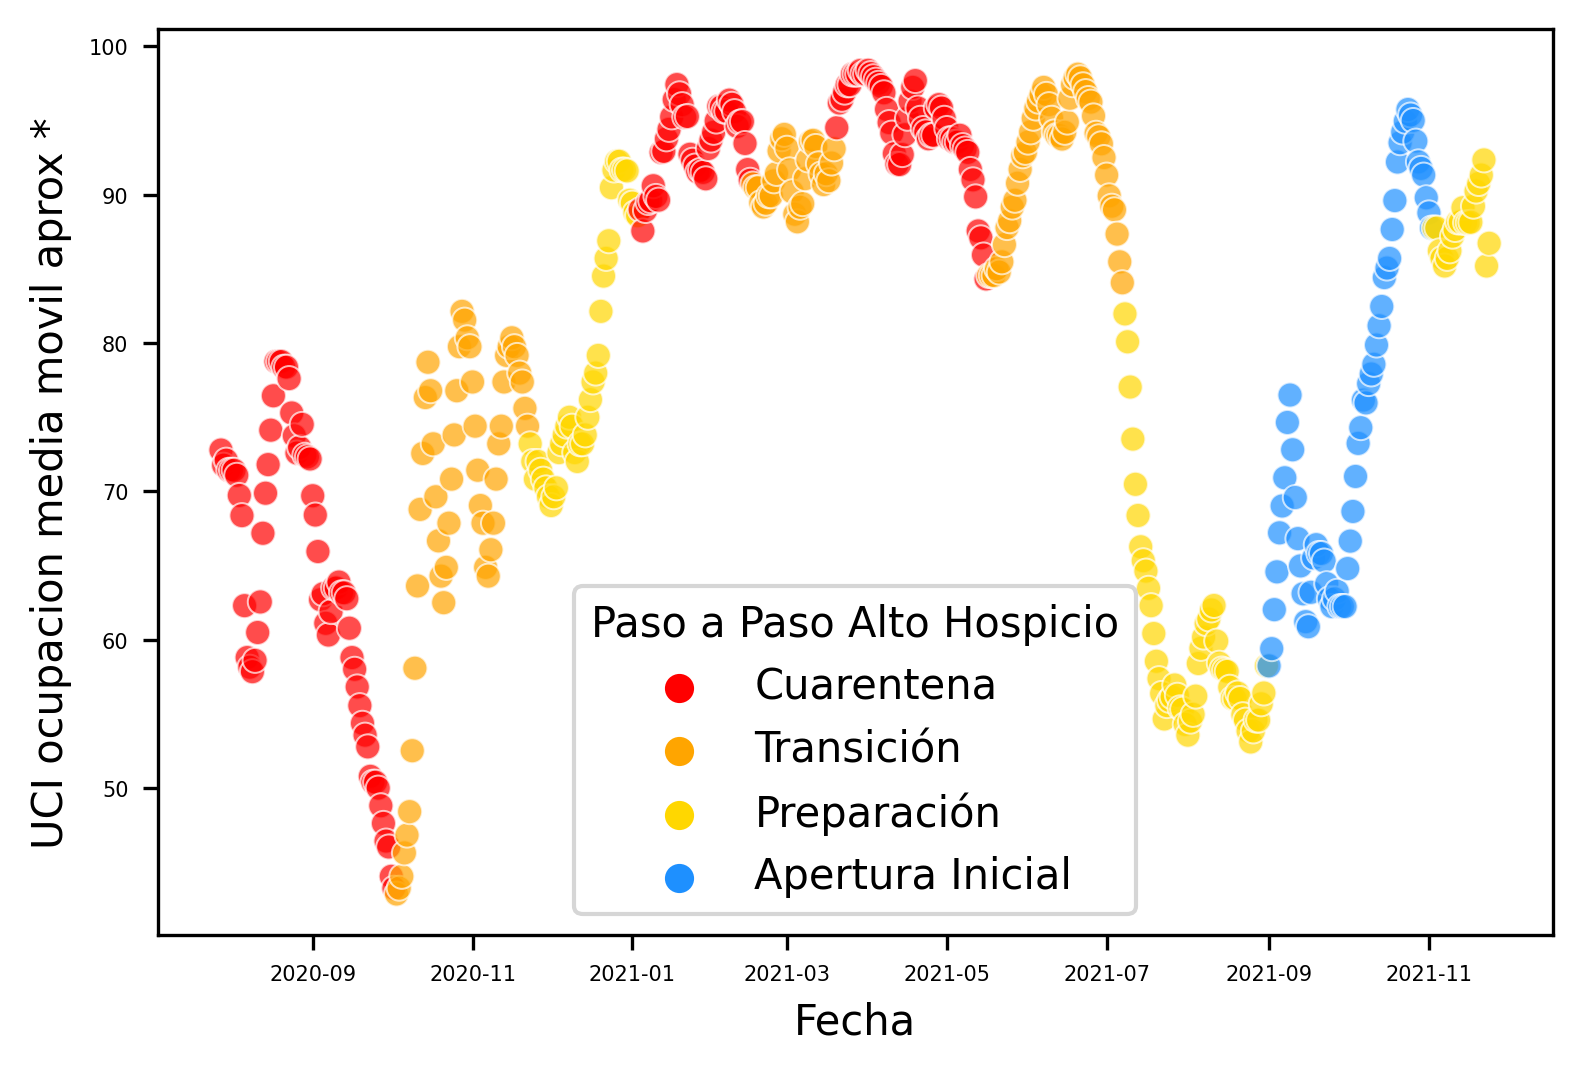 UCI ocupacion media movil aprox *
100
90
80
70
60
50
Paso a Paso Alto Hospicio
Cuarentena
Transición
Preparación
Apertura Inicial
2020-09 2020-11 2021-01 2021-03 2021-05 2021-07 2021-09 2021-11
Fecha